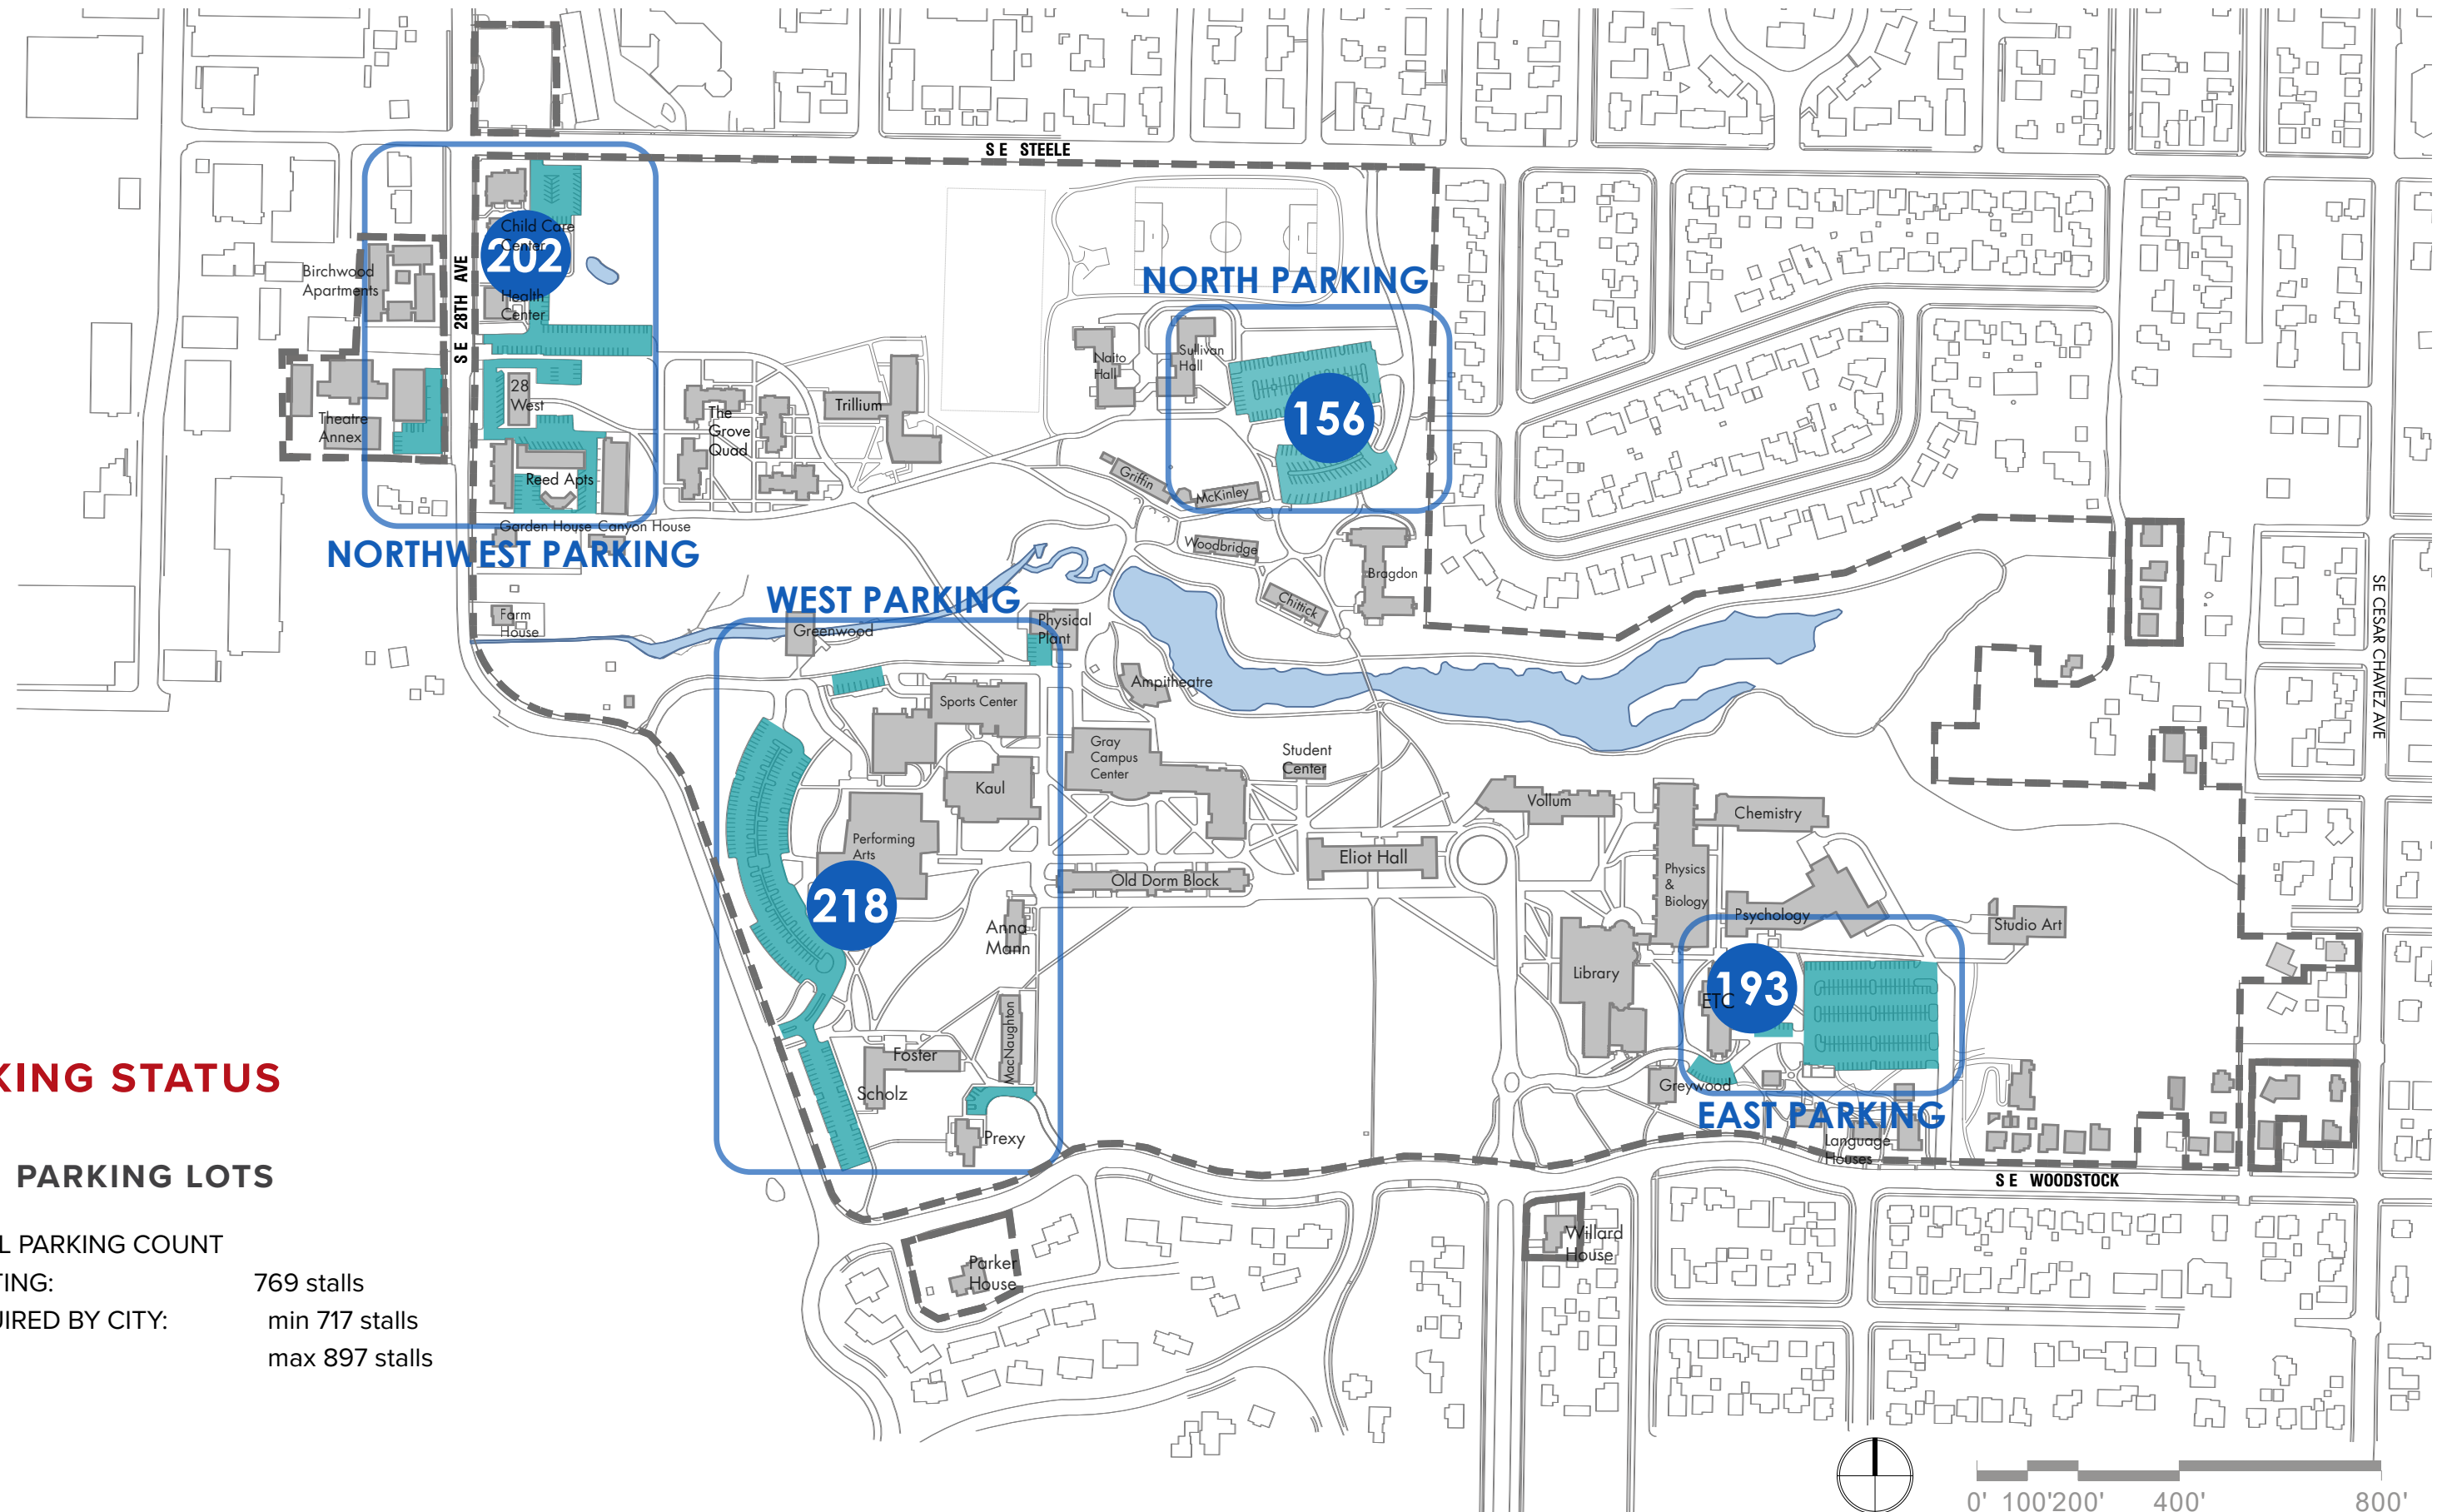 SE STEELE
Child Care
Center
202
Birchwood
Apartments
SE 28TH AVE
Health
Center
NORTH PARKING
Naito
Hall
Sullivan
Hall
156
28
West
The
Grove
Quad
Trillium
Theatre
Annex
Reed Apts
Griffin
McKinley
Garden House
Canyon House
NORTHWEST PARKING
Woodbridge
Bragdon
Chittick
WEST PARKING
Farm
House
Greenwood
Physical
Plant
SE CESAR CHAVEZ AVE
Ampitheatre
Sports Center
Gray
Campus
Center
Student
Center
Kaul
Vollum
Chemistry
Performing
Arts
Eliot Hall
Old Dorm Block
Physics
&
Biology
218
Psychology
Studio Art
Anna
Mann
Library
193
ETC
MacNaughton
Foster
Scholz
Greywood
EAST PARKING
Prexy
Language
Houses
SE WOODSTOCK
Willard
House
Parker
House
KING STATUS
PARKING LOTS
L PARKING COUNT
TING: 769 stalls
UIRED BY CITY: min 717 stalls
max 897 stalls
0' 100' 200' 400' 800'